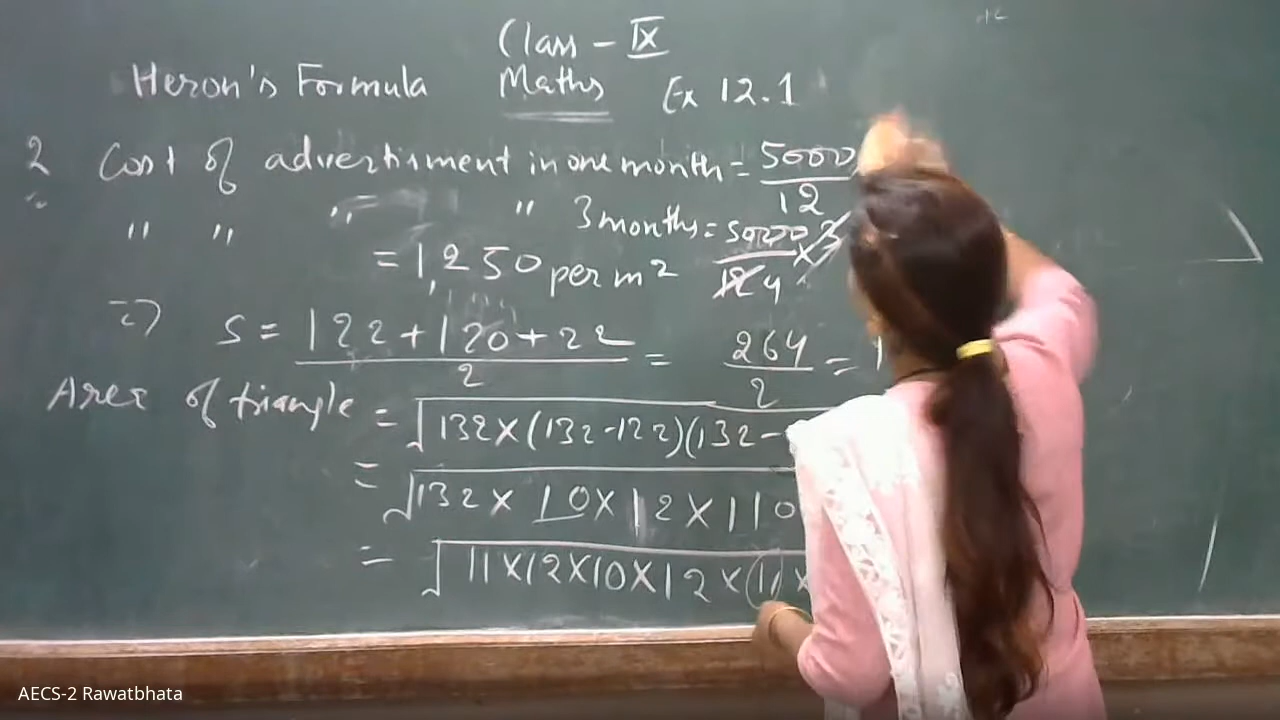 Class - IX
Heron's Formula Maths Ex 12.1
2 Cost of advertisment in one month = 5000/12
" " " " 3 months = 5000/12 4 × 3
= 1,250 per m²
=> S = 122+120+22/2 = 264/2 = 1
Area of triangle = √132×(132-122)(132-
= √132× 10× 12× 110
= √11×12×10×12×11×
AECS-2 Rawatbhata